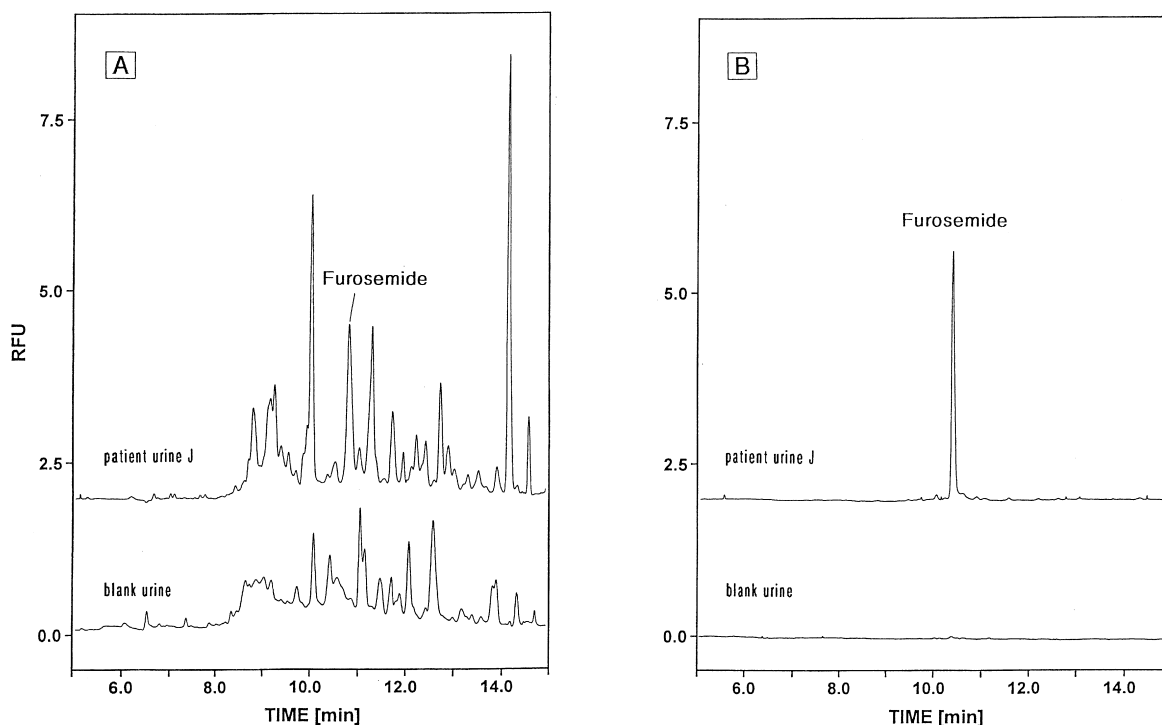 A
7.5
Furosemide
5.0
RFU
patient urine J
2.5
blank urine
0.0
6.0 8.0 10.0 12.0 14.0
TIME [min]
B
7.5
Furosemide
5.0
patient urine J
2.5
blank urine
0.0
6.0 8.0 10.0 12.0 14.0
TIME [min]